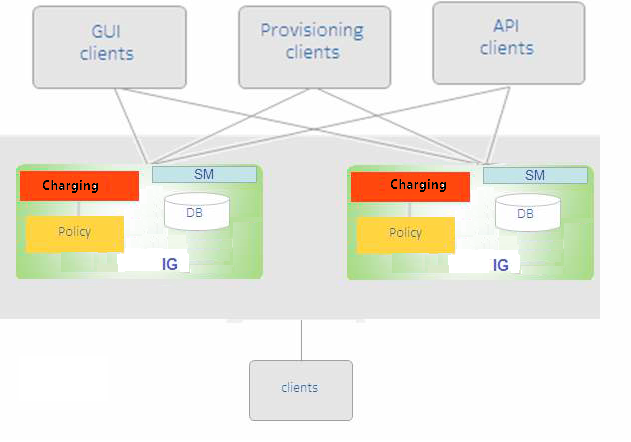 GUI
clients
Provisioning
clients
API
clients
SM
Charging
DB
Policy
IG
SM
Charging
DB
Policy
IG
clients